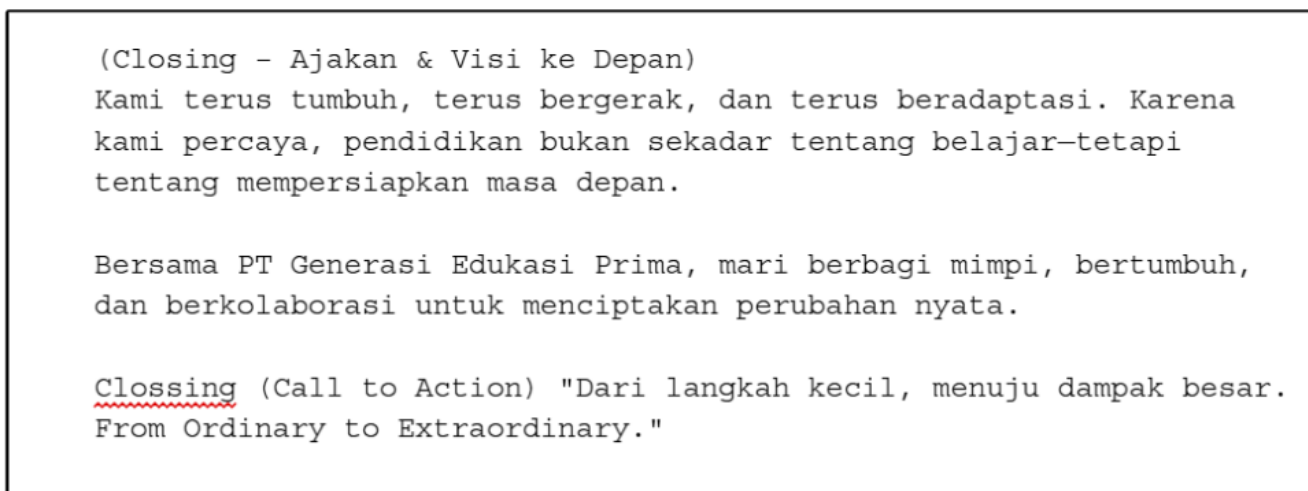 (Closing – Ajakan & Visi ke Depan)
Kami terus tumbuh, terus bergerak, dan terus beradaptasi. Karena
kami percaya, pendidikan bukan sekadar tentang belajar—tetapi
tentang mempersiapkan masa depan.
Bersama PT Generasi Edukasi Prima, mari berbagi mimpi, bertumbuh,
dan berkolaborasi untuk menciptakan perubahan nyata.
Clossing (Call to Action) "Dari langkah kecil, menuju dampak besar.
From Ordinary to Extraordinary."